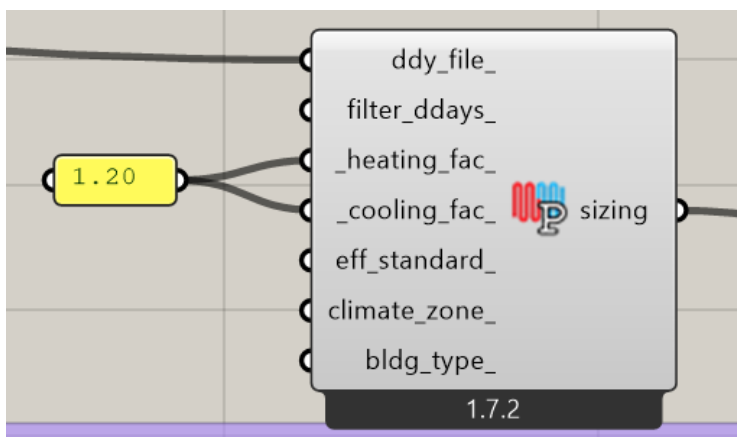 ddy_file_
filter_ddays_
1.20
_heating_fac_
_cooling_fac_
P
sizing
eff_standard_
climate_zone_
bldg_type_
1.7.2